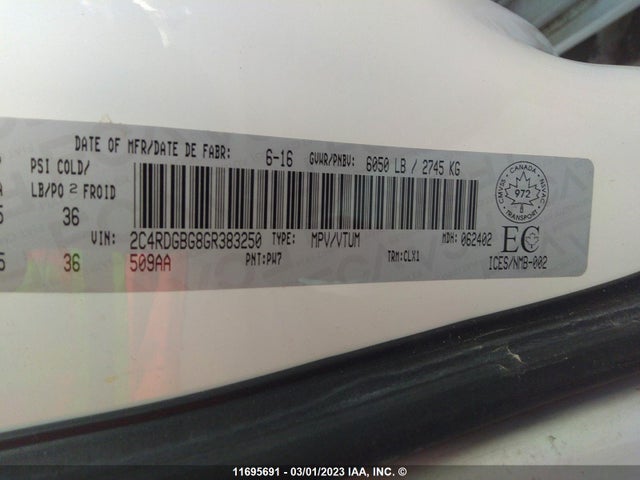 DATE OF MFR/DATE DE FABR: 6-16 GVWR/PNBV: 6050 LB / 2745 KG
PSI COLD/
LB/PO 2 FROID
36
VIN: 2C4RDGBG8GR383250 TYPE: MPV/VTUM MDH: 062402
36 509AA PNT: PW7 TRM: CLX1
CANADA
CMVSS NSVAC
972
TRANSPORT
EC
ICES/NMB-002
11695691 - 03/01/2023 IAA, INC. ©